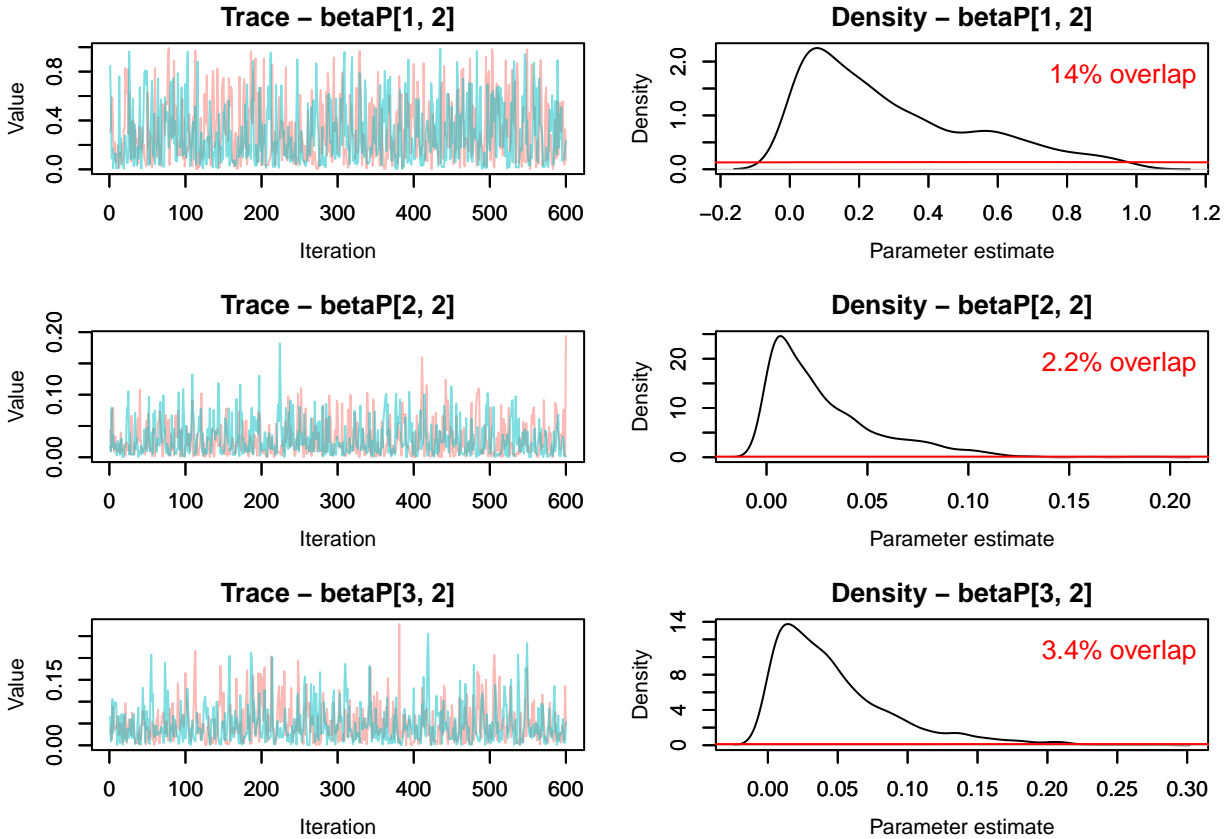 Trace − betaP[1, 2]
Value
0.0 0.4 0.8
0 100 200 300 400 500 600
Iteration
Density − betaP[1, 2]
14% overlap
Density
0.0 1.0 2.0
−0.2 0.0 0.2 0.4 0.6 0.8 1.0 1.2
Parameter estimate
Trace − betaP[2, 2]
Value
0.00 0.10 0.20
0 100 200 300 400 500 600
Iteration
Density − betaP[2, 2]
2.2% overlap
Density
0 10 20
0.00 0.05 0.10 0.15 0.20
Parameter estimate
Trace − betaP[3, 2]
Value
0.00 0.15
0 100 200 300 400 500 600
Iteration
Density − betaP[3, 2]
3.4% overlap
Density
0 4 8 14
0.00 0.05 0.10 0.15 0.20 0.25 0.30
Parameter estimate